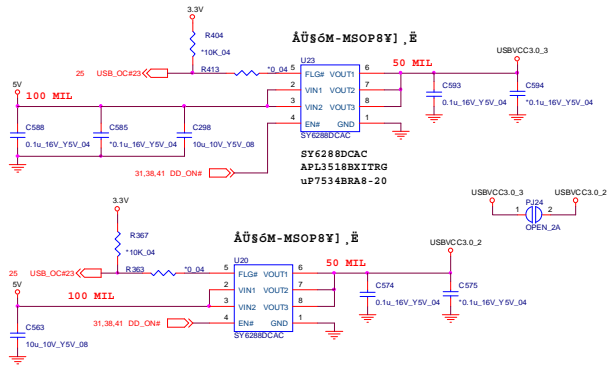 3.3V
R404
*10K_04
ÅÜ§óM-MSOP8¥] ,Ë
25 USB_OC#23
R413
*0_04
U23
5 FLG# VOUT1 6
2 VIN1 VOUT2 7
3 VIN2 VOUT3 8
4 EN# GND 1
SY6288DCAC
50 MIL
USBVCC3.0_3
C593
0.1u_16V_Y5V_04
C594
*0.1u_16V_Y5V_04
5V
100 MIL
C588
0.1u_16V_Y5V_04
C585
*0.1u_16V_Y5V_04
C298
10u_10V_Y5V_08
31,38,41 DD_ON#
SY6288DCAC
APL3518BXITRG
uP7534BRA8-20
USBVCC3.0_3
USBVCC3.0_2
PJ24
1
2
OPEN_2A
3.3V
R367
*10K_04
ÅÜ§óM-MSOP8¥] ,Ë
25 USB_OC#23
R363
*0_04
U20
5 FLG# VOUT1 6
2 VIN1 VOUT2 7
3 VIN2 VOUT3 8
4 EN# GND 1
SY6288DCAC
50 MIL
USBVCC3.0_2
C574
0.1u_16V_Y5V_04
C575
*0.1u_16V_Y5V_04
5V
100 MIL
C563
10u_10V_Y5V_08
31,38,41 DD_ON#